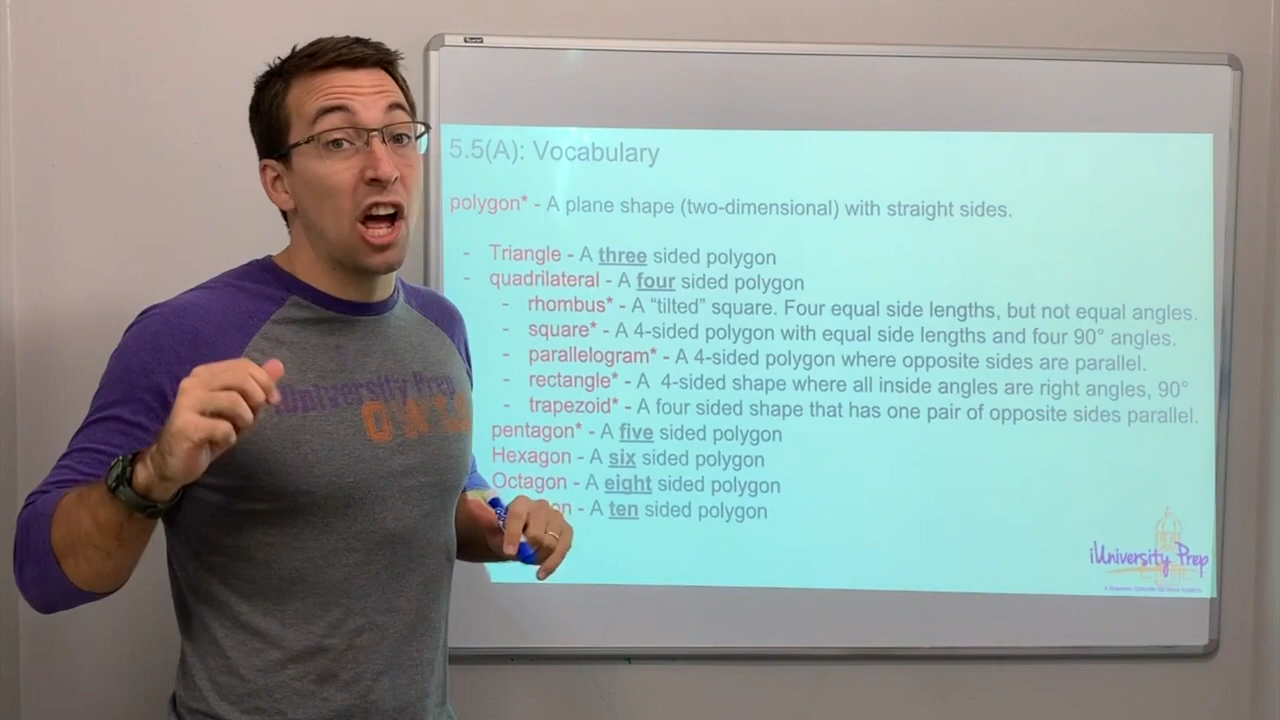 5.5(A): Vocabulary
polygon* - A plane shape (two-dimensional) with straight sides.
- Triangle - A three sided polygon
- quadrilateral - A four sided polygon
- rhombus* - A “tilted” square. Four equal side lengths, but not equal angles.
- square* - A 4-sided polygon with equal side lengths and four 90° angles.
- parallelogram* - A 4-sided polygon where opposite sides are parallel.
- rectangle* - A 4-sided shape where all inside angles are right angles, 90°
- trapezoid* - A four sided shape that has one pair of opposite sides parallel.
pentagon* - A five sided polygon
Hexagon - A six sided polygon
Octagon - A eight sided polygon
- A ten sided polygon
iUniversity Prep
iUniversity Prep